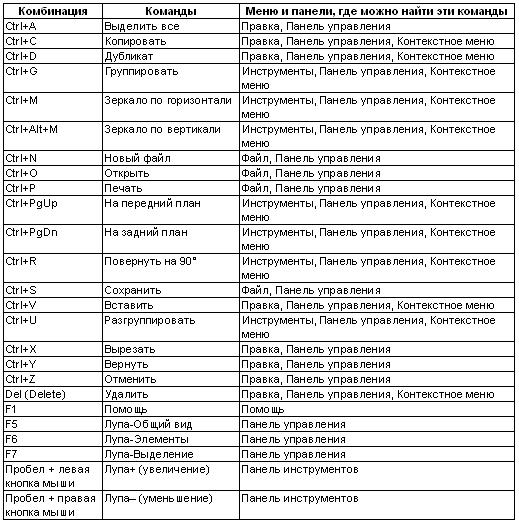 Комбинация Команды Меню и панели, где можно найти эти команды
Ctrl+A Выделить все Правка, Панель управления
Ctrl+C Копировать Правка, Панель управления, Контекстное меню
Ctrl+D Дубликат Правка, Панель управления, Контекстное меню
Ctrl+G Группировать Инструменты, Панель управления, Контекстное
меню
Ctrl+M Зеркало по горизонтали Инструменты, Панель управления, Контекстное
меню
Ctrl+Alt+M Зеркало по вертикали Инструменты, Панель управления, Контекстное
меню
Ctrl+N Новый файл Файл, Панель управления
Ctrl+O Открыть Файл, Панель управления
Ctrl+P Печать Файл, Панель управления
Ctrl+PgUp На передний план Инструменты, Панель управления, Контекстное
меню
Ctrl+PgDn На задний план Инструменты, Панель управления, Контекстное
меню
Ctrl+R Повернуть на 90° Инструменты, Панель управления, Контекстное
меню
Ctrl+S Сохранить Файл, Панель управления
Ctrl+V Вставить Правка, Панель управления, Контекстное меню
Ctrl+U Разгруппировать Инструменты, Панель управления, Контекстное
меню
Ctrl+X Вырезать Правка, Панель управления
Ctrl+Y Вернуть Правка, Панель управления
Ctrl+Z Отменить Правка, Панель управления
Del (Delete) Удалить Правка, Панель управления, Контекстное меню
F1 Помощь Помощь
F5 Лупа-Общий вид Панель управления
F6 Лупа-Элементы Панель управления
F7 Лупа-Выделение Панель управления
Пробел + левая Лупа+ (увеличение) Панель инструментов
кнопка мыши
Пробел + правая Лупа– (уменьшение) Панель инструментов
кнопка мыши